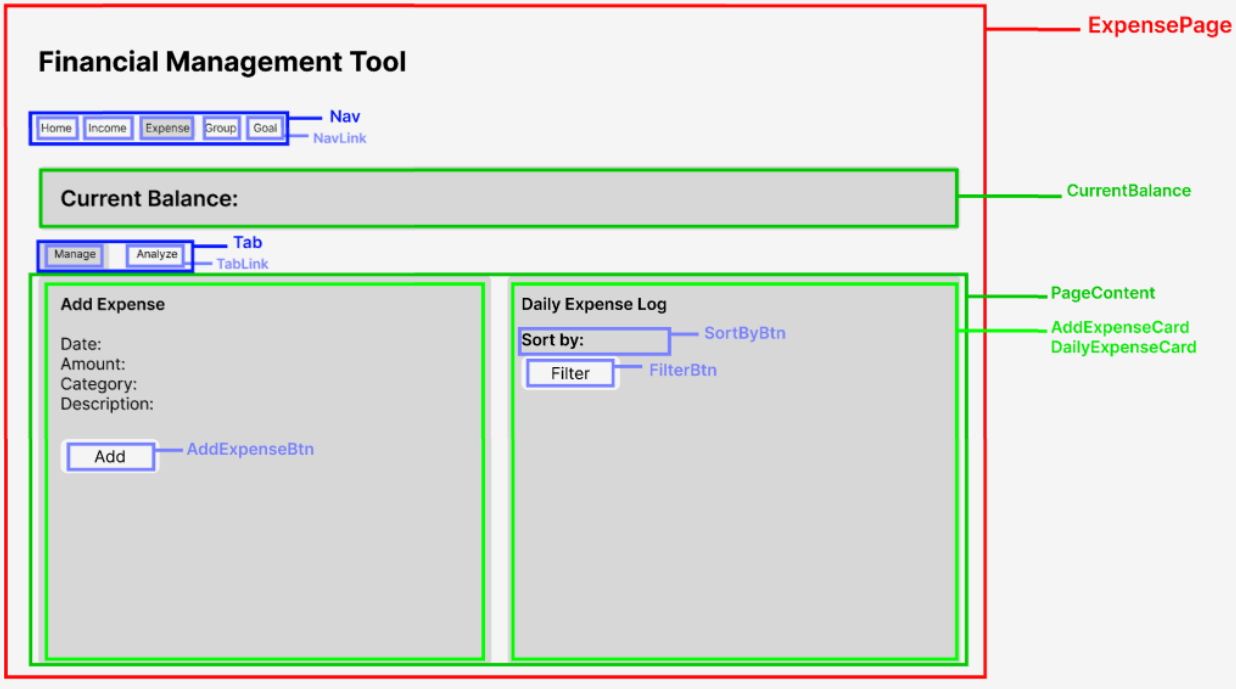 ExpensePage
Financial Management Tool
Nav
Home Income Expense Group Goal
NavLink
Current Balance:
CurrentBalance
Tab
Manage Analyze
TabLink
PageContent
Add Expense
Daily Expense Log
AddExpenseCard
DailyExpenseCard
Date:
Amount:
Category:
Description:
Sort by:
SortByBtn
Filter
FilterBtn
Add
AddExpenseBtn